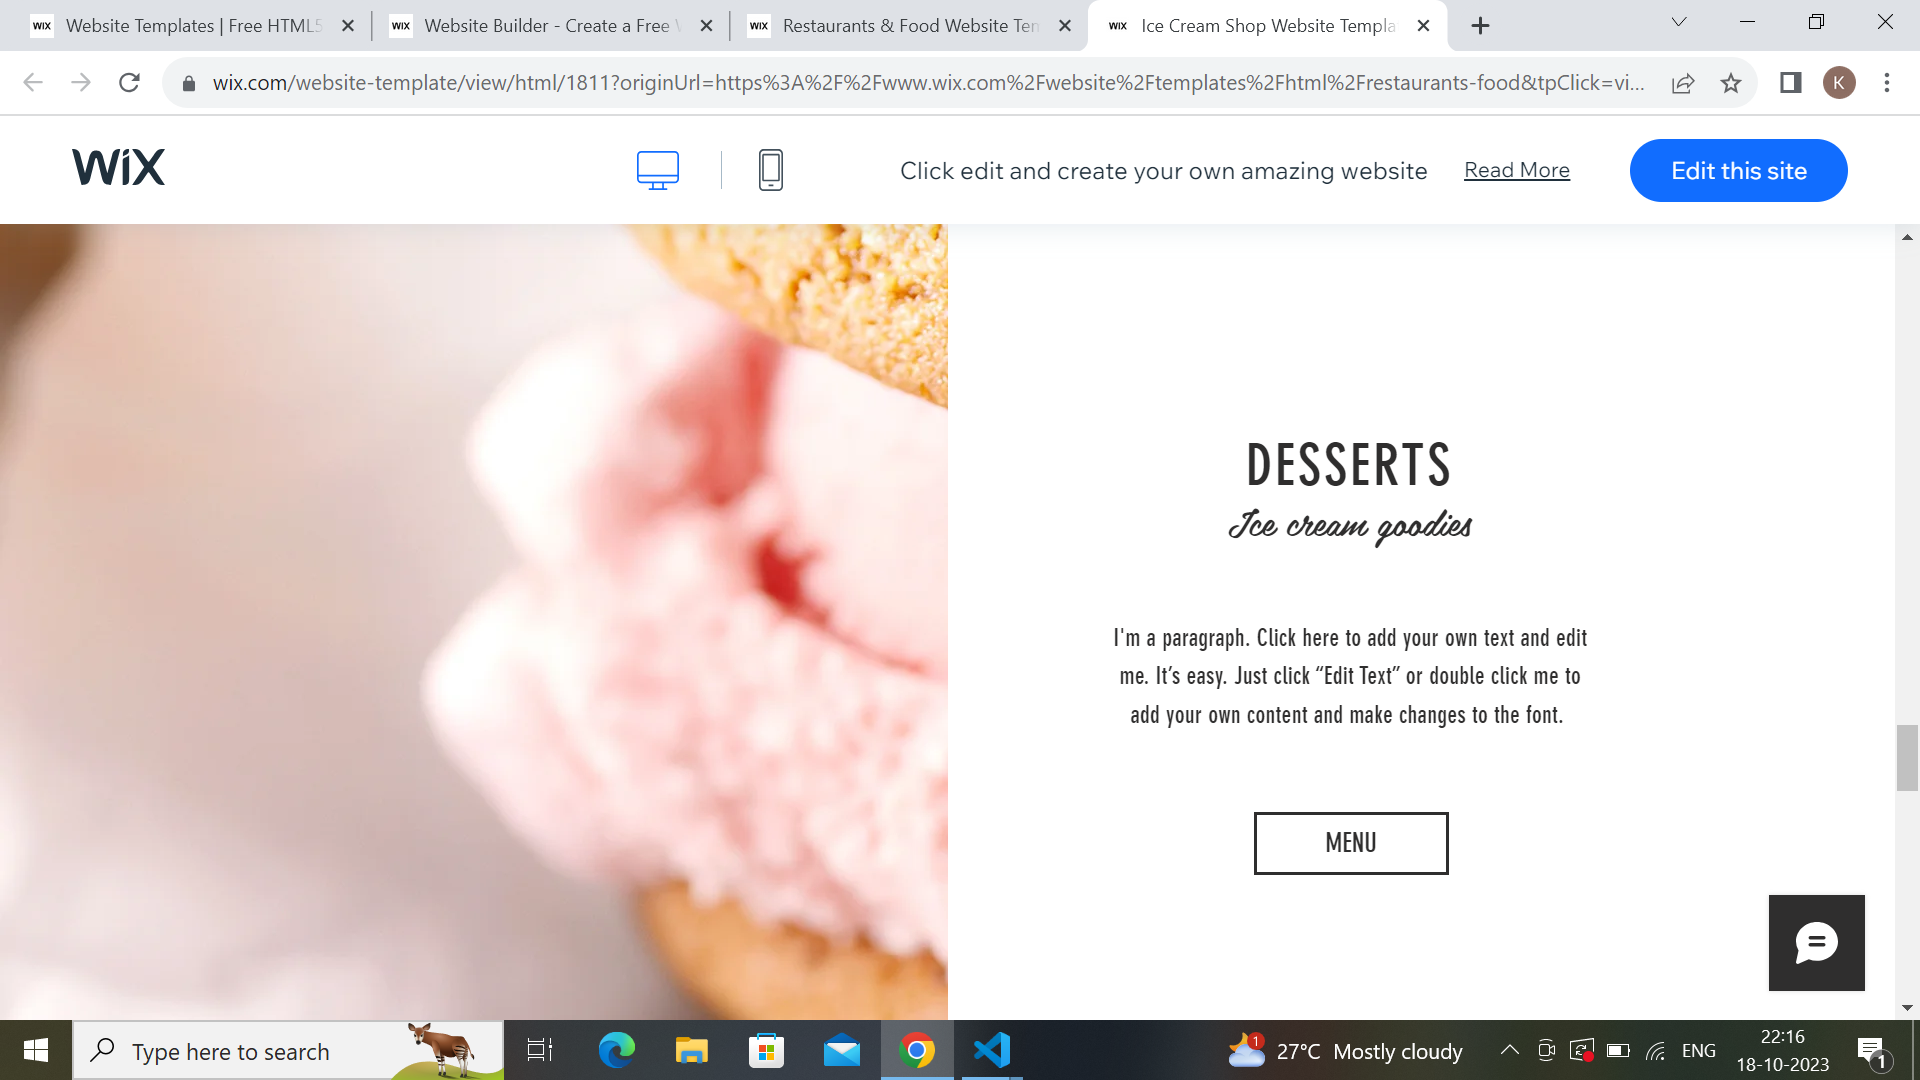 WiX Website Templates | Free HTML5
WiX Website Builder - Create a Free
WiX Restaurants & Food Website Ten
WiX Ice Cream Shop Website Templa
wix.com/website-template/view/html/1811?originUrl=https%3A%2F%2Fwww.wix.com%2Fwebsite%2Ftemplates%2Fhtml%2Frestaurants-food&tpClick=vi...
K
WiX
Click edit and create your own amazing website
Read More
Edit this site
DESSERTS
Ice cream goodies
I'm a paragraph. Click here to add your own text and edit
me. It’s easy. Just click “Edit Text” or double click me to
add your own content and make changes to the font.
MENU
Type here to search
1
27°C Mostly cloudy
ENG
22:16
18-10-2023
1